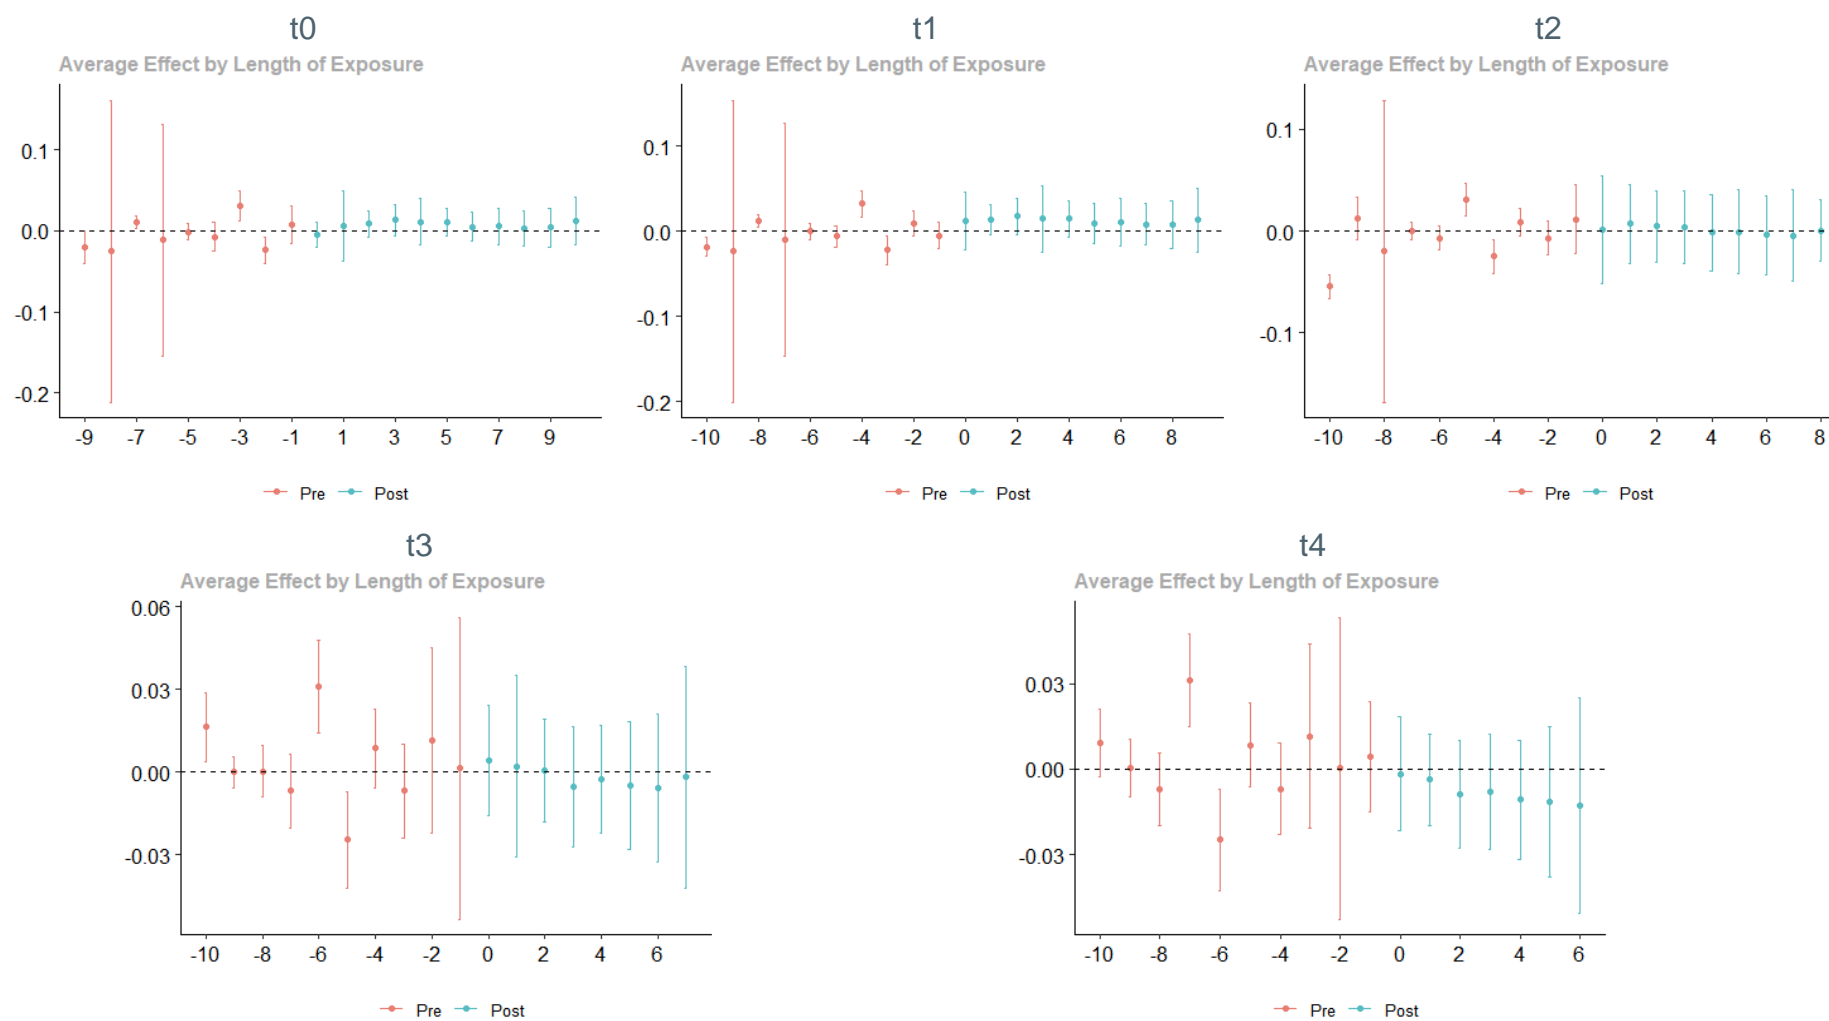 t0
Average Effect by Length of Exposure
0.1
0.0
-0.1
-0.2
-9 -7 -5 -3 -1 1 3 5 7 9
Pre Post
t1
Average Effect by Length of Exposure
0.1
0.0
-0.1
-0.2
-10 -8 -6 -4 -2 0 2 4 6 8
Pre Post
t2
Average Effect by Length of Exposure
0.1
0.0
-0.1
-10 -8 -6 -4 -2 0 2 4 6 8
Pre Post
t3
Average Effect by Length of Exposure
0.06
0.03
0.00
-0.03
-10 -8 -6 -4 -2 0 2 4 6
Pre Post
t4
Average Effect by Length of Exposure
0.03
0.00
-0.03
-10 -8 -6 -4 -2 0 2 4 6
Pre Post